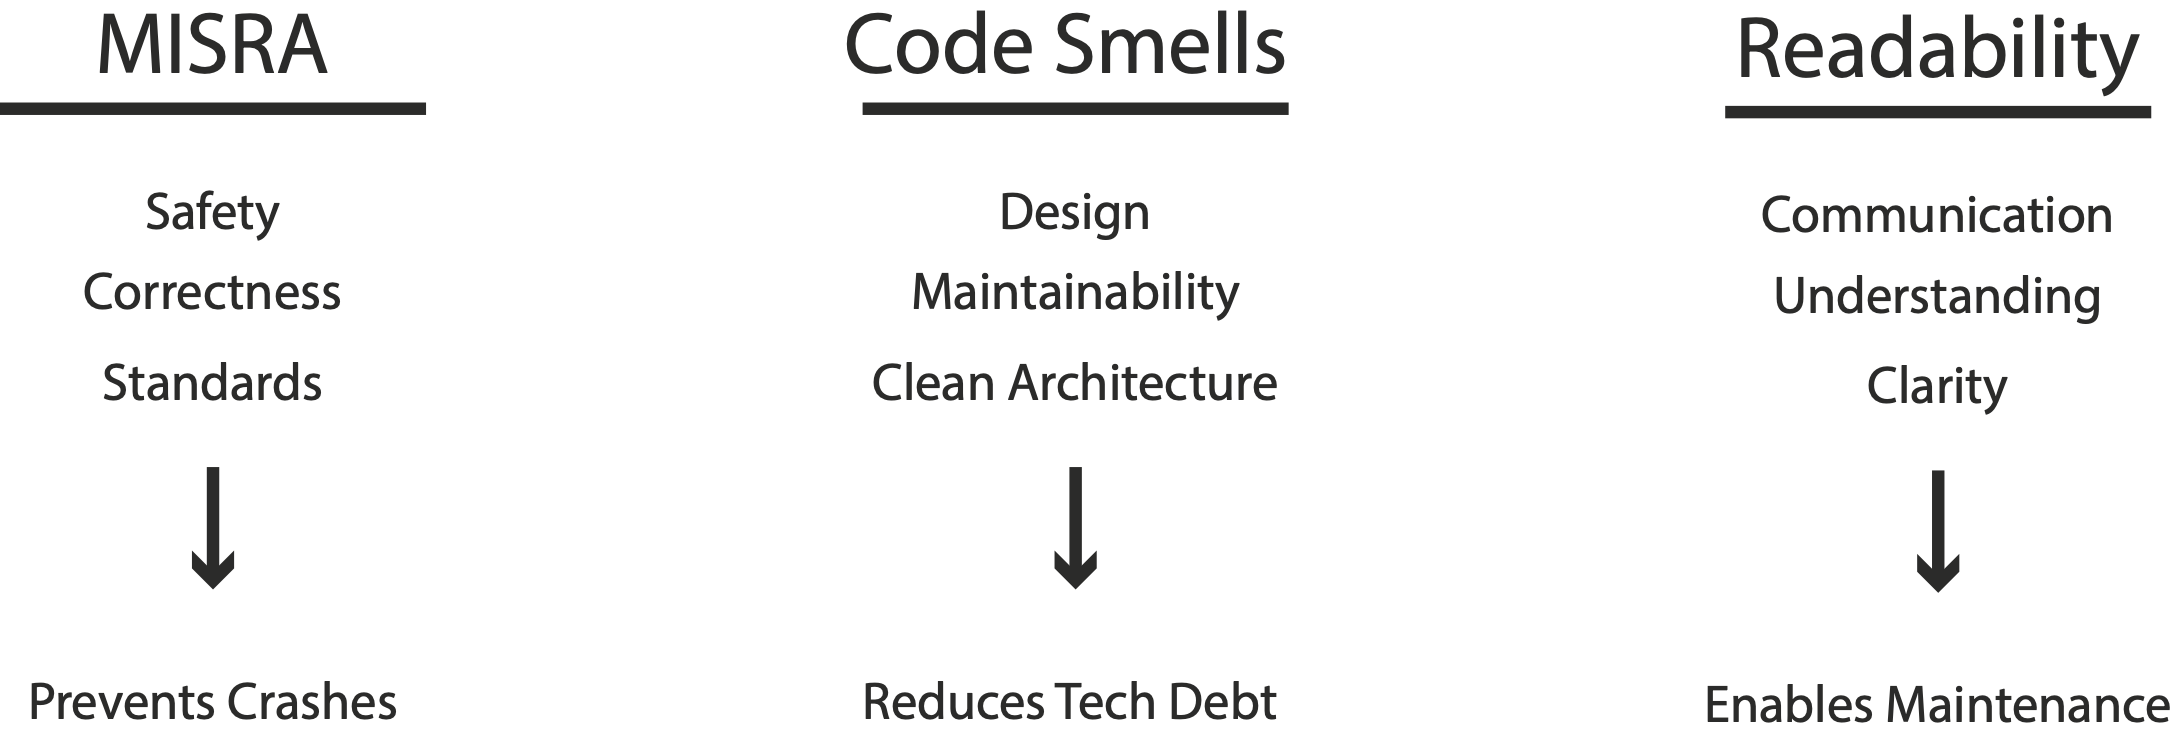 MISRA
Safety
Correctness
Standards
Prevents Crashes
Code Smells
Design
Maintainability
Clean Architecture
Reduces Tech Debt
Readability
Communication
Understanding
Clarity
Enables Maintenance